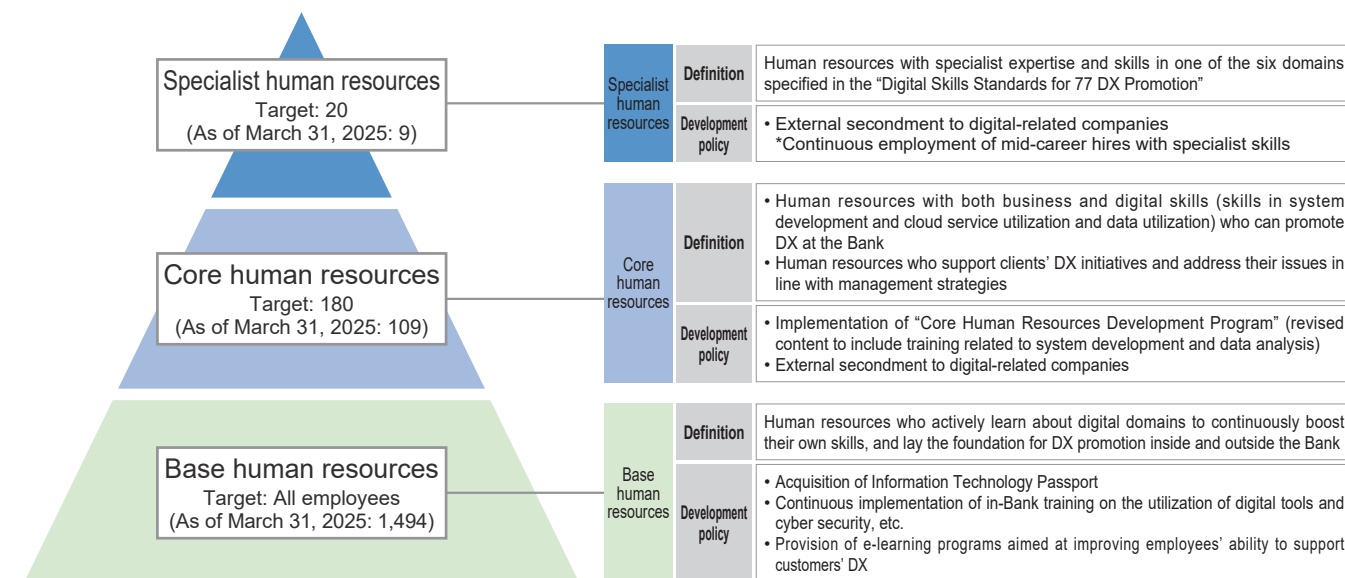 Specialist human resources
Target: 20
(As of March 31, 2025: 9)
Specialist
human
resources
Definition
Human resources with specialist expertise and skills in one of the six domains
specified in the “Digital Skills Standards for 77 DX Promotion”
Development
policy
• External secondment to digital-related companies
*Continuous employment of mid-career hires with specialist skills
Core human resources
Target: 180
(As of March 31, 2025: 109)
Core
human
resources
Definition
• Human resources with both business and digital skills (skills in system
development and cloud service utilization and data utilization) who can promote
DX at the Bank
• Human resources who support clients’ DX initiatives and address their issues in
line with management strategies
Development
policy
• Implementation of “Core Human Resources Development Program” (revised
content to include training related to system development and data analysis)
• External secondment to digital-related companies
Base human resources
Target: All employees
(As of March 31, 2025: 1,494)
Base
human
resources
Definition
Human resources who actively learn about digital domains to continuously boost
their own skills, and lay the foundation for DX promotion inside and outside the Bank
Development
policy
• Acquisition of Information Technology Passport
• Continuous implementation of in-Bank training on the utilization of digital tools and
cyber security, etc.
• Provision of e-learning programs aimed at improving employees’ ability to support
customers’ DX